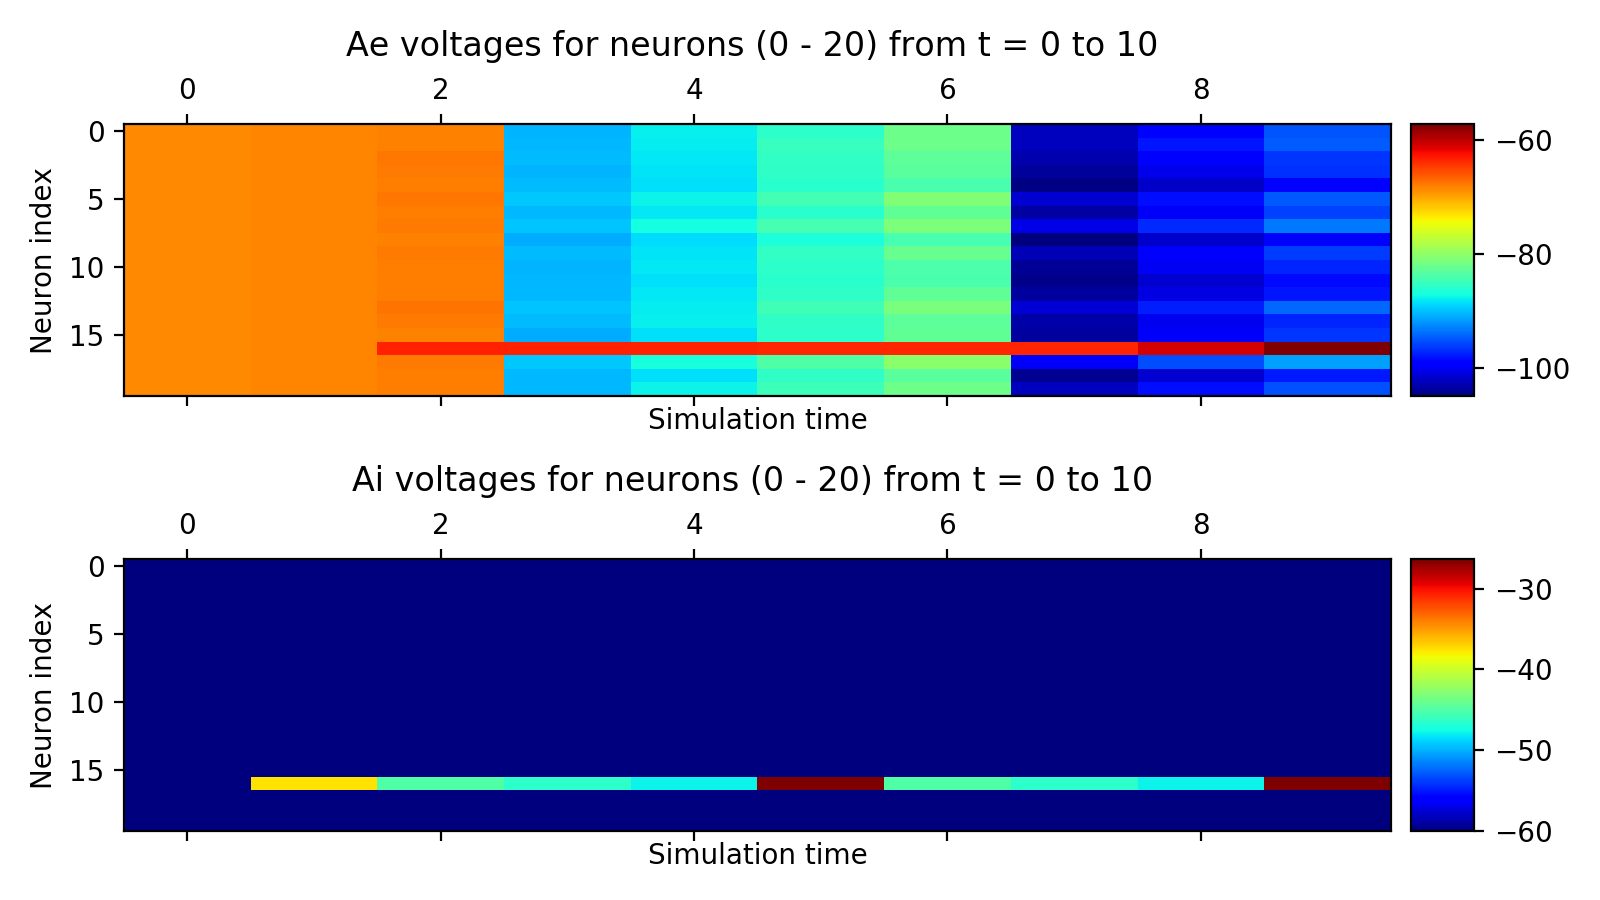 Ae voltages for neurons (0 - 20) from t = 0 to 10
0 2 4 6 8
0
5
10
15
Neuron index
−60
−80
−100
Simulation time
Ai voltages for neurons (0 - 20) from t = 0 to 10
0 2 4 6 8
0
5
10
15
Neuron index
−30
−40
−50
−60
Simulation time